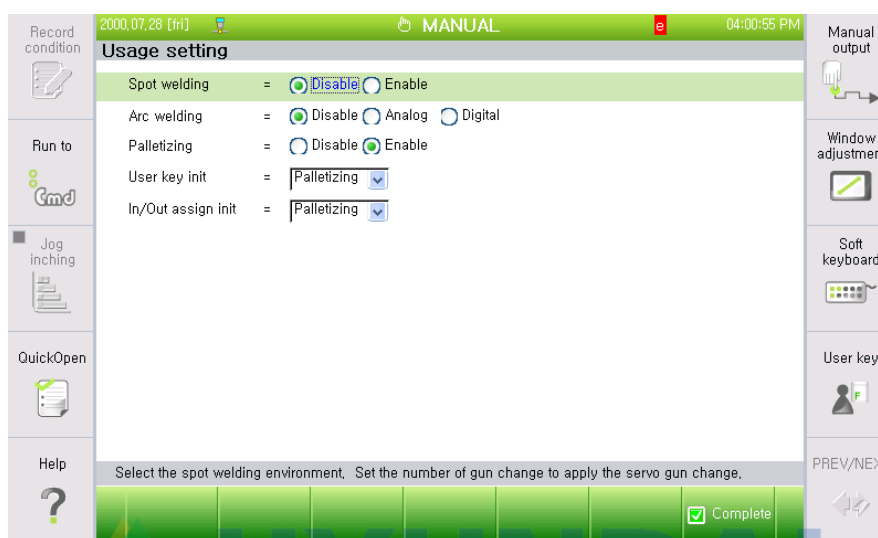 2000,07,28 [fri] MANUAL e 04:00:55 PM
Usage setting
Record
condition
Run to
Cmd
Jog
inching
QuickOpen
Help
Spot welding = Disable Enable
Arc welding = Disable Analog Digital
Palletizing = Disable Enable
User key init = Palletizing
In/Out assign init = Palletizing
Select the spot welding environment, Set the number of gun change to apply the servo gun change,
Complete
Manual
output
Window
adjustmer
Soft
keyboard
User key
F
PREV/NEX